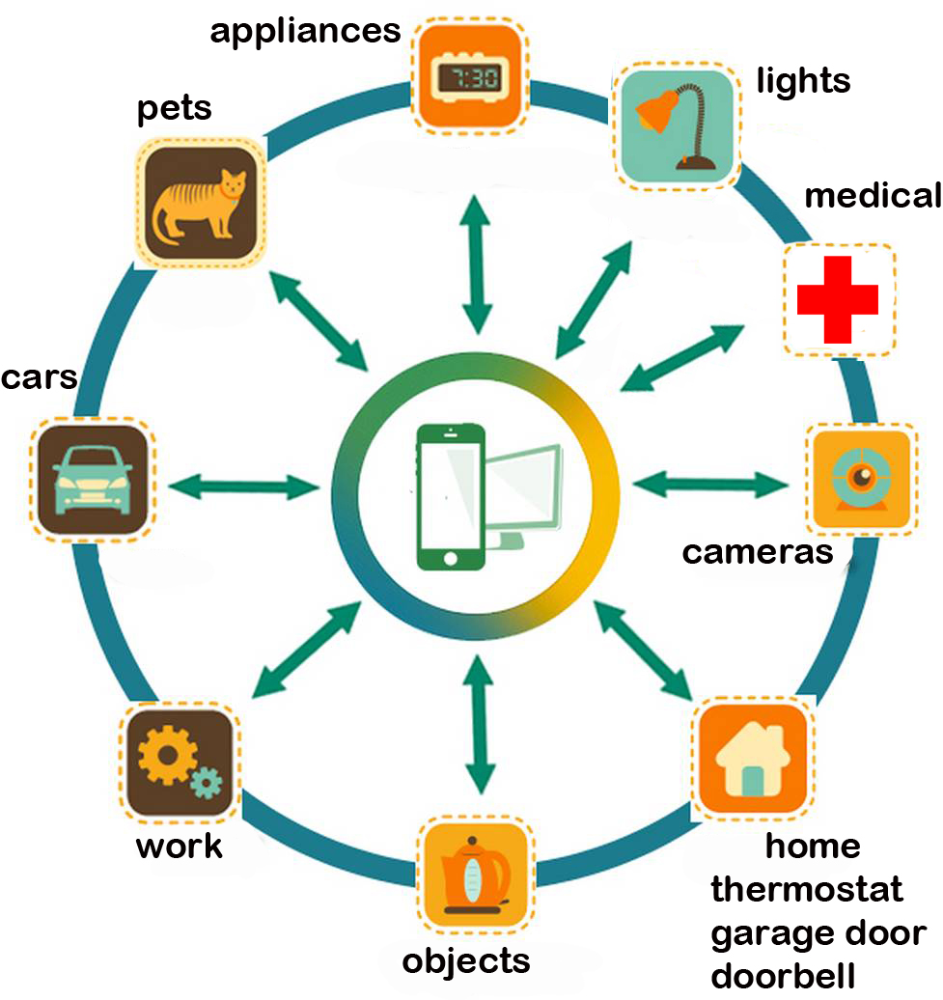 appliances
lights
pets
7:30
medical
cars
cameras
work
home
thermostat
garage door
doorbell
objects